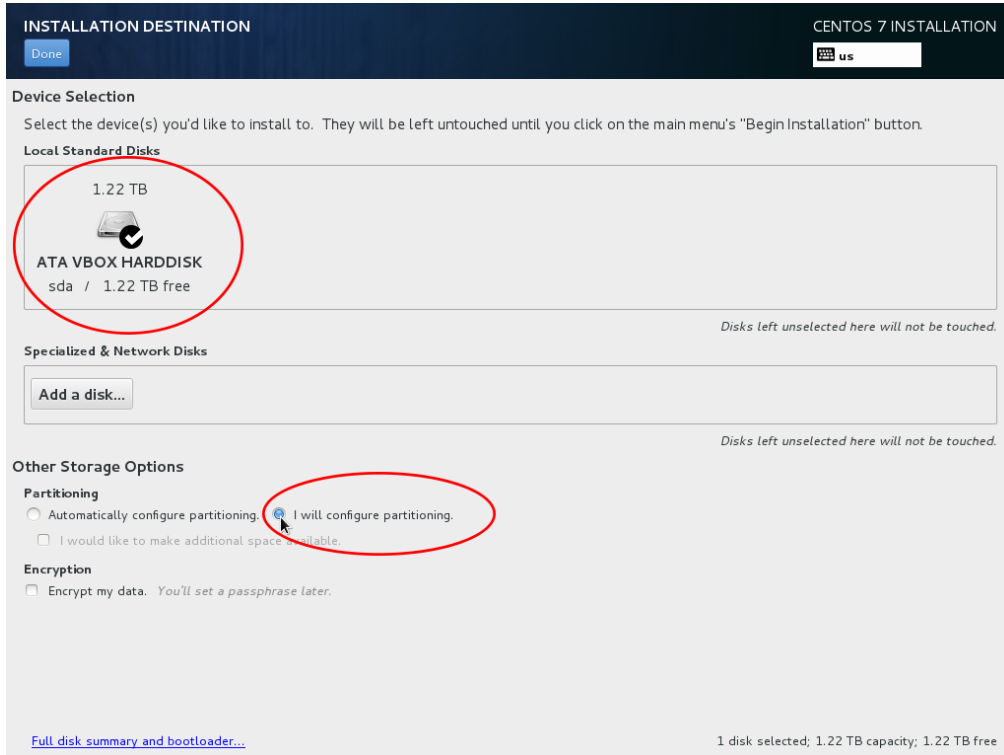 INSTALLATION DESTINATION
CENTOS 7 INSTALLATION
Done
us
Device Selection
Select the device(s) you'd like to install to. They will be left untouched until you click on the main menu's "Begin Installation" button.
Local Standard Disks
1.22 TB
ATA VBOX HARDDISK
sda / 1.22 TB free
Disks left unselected here will not be touched.
Specialized & Network Disks
Add a disk...
Disks left unselected here will not be touched.
Other Storage Options
Partitioning
Automatically configure partitioning. I will configure partitioning.
I would like to make additional space available.
Encryption
Encrypt my data. You'll set a passphrase later.
Full disk summary and bootloader...
1 disk selected; 1.22 TB capacity; 1.22 TB free